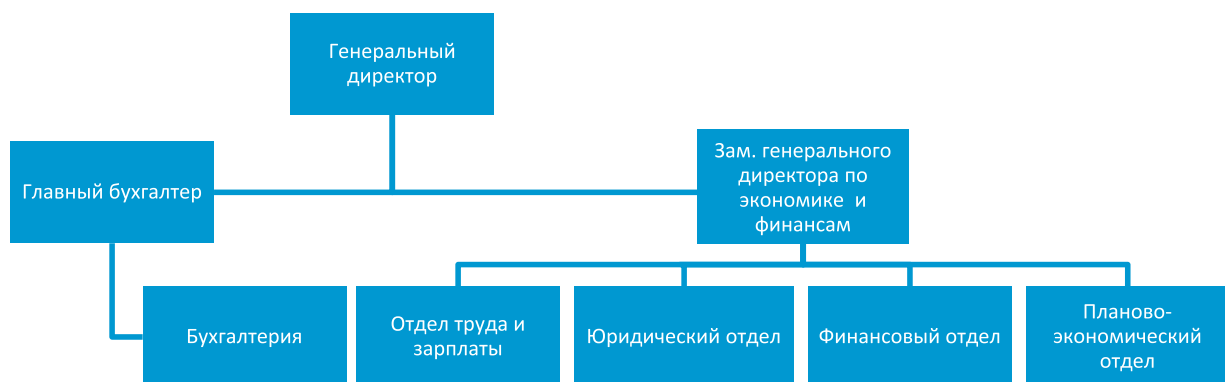 Генеральный
директор
Главный бухгалтер
Зам. генерального
директора по
экономике и
финансам
Бухгалтерия
Отдел труда и
зарплаты
Юридический отдел
Финансовый отдел
Планово-
экономический
отдел